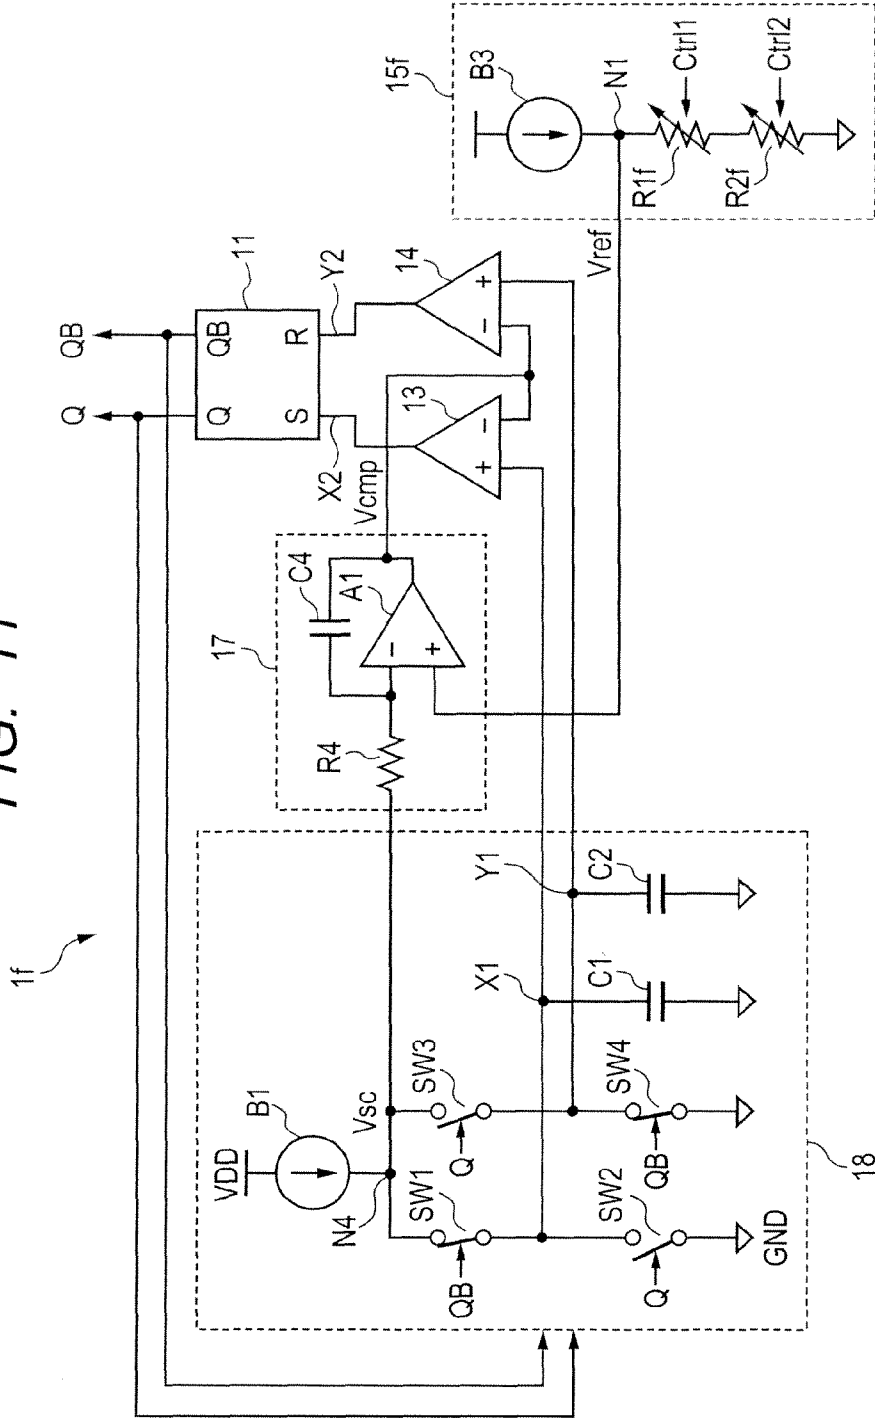 FIG. 11
1f
Q
QB
11
Q
QB
S
R
17
VDD
B1
C4
R4
A1
X2
Y2
N4
Vsc
Vcmp
−
+
15f
13
14
SW1
SW3
QB
Q
+
−
−
+
B3
X1
Y1
Vref
N1
C1
C2
SW2
SW4
Q
QB
R1f
Ctrl1
R2f
Ctrl2
GND
18